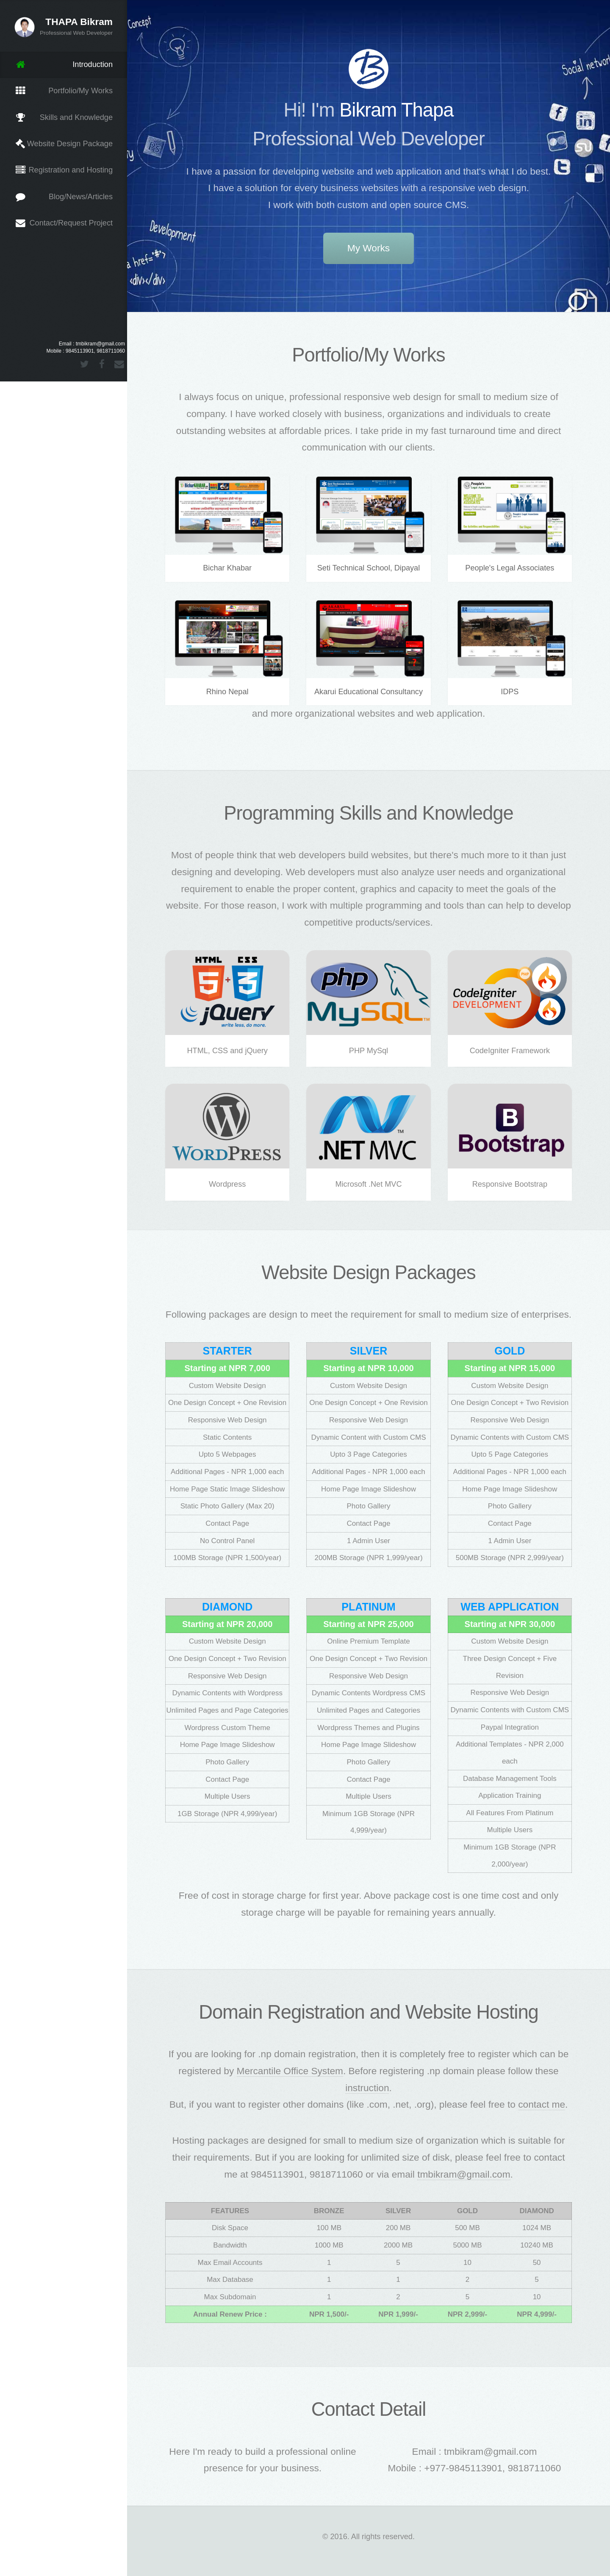 THAPA Bikram
Professional Web Developer
Introduction
Portfolio/My Works
Skills and Knowledge
Website Design Package
Registration and Hosting
Blog/News/Articles
Contact/Request Project
Email : tmbikram@gmail.com
Mobile : 9845113901, 9818711060
Concept
Social networ
Development
a href="#">
<div></div>
B
Hi! I'm Bikram Thapa
Professional Web Developer
I have a passion for developing website and web application and that's what I do best.
I have a solution for every business websites with a responsive web design.
I work with both custom and open source CMS.
My Works
Portfolio/My Works
I always focus on unique, professional responsive web design for small to medium size of
company. I have worked closely with business, organizations and individuals to create
outstanding websites at affordable prices. I take pride in my fast turnaround time and direct
communication with our clients.
Bichar Khabar
Seti Technical School, Dipayal
People's Legal Associates
Rhino Nepal
Akarui Educational Consultancy
IDPS
and more organizational websites and web application.
Programming Skills and Knowledge
Most of people think that web developers build websites, but there's much more to it than just
designing and developing. Web developers must also analyze user needs and organizational
requirement to enable the proper content, graphics and capacity to meet the goals of the
website. For those reason, I work with multiple programming and tools than can help to develop
competitive products/services.
HTML CSS
5 + 3
jQuery
write less, do more.
HTML, CSS and jQuery
php
MySQL
PHP MySql
CodeIgniter
DEVELOPMENT
CodeIgniter Framework
WORDPRESS
Wordpress
.NET MVC
Microsoft .Net MVC
B
Bootstrap
Responsive Bootstrap
Website Design Packages
Following packages are design to meet the requirement for small to medium size of enterprises.
STARTER
Starting at NPR 7,000
Custom Website Design
One Design Concept + One Revision
Responsive Web Design
Static Contents
Upto 5 Webpages
Additional Pages - NPR 1,000 each
Home Page Static Image Slideshow
Static Photo Gallery (Max 20)
Contact Page
No Control Panel
100MB Storage (NPR 1,500/year)
SILVER
Starting at NPR 10,000
Custom Website Design
One Design Concept + One Revision
Responsive Web Design
Dynamic Content with Custom CMS
Upto 3 Page Categories
Additional Pages - NPR 1,000 each
Home Page Image Slideshow
Photo Gallery
Contact Page
1 Admin User
200MB Storage (NPR 1,999/year)
GOLD
Starting at NPR 15,000
Custom Website Design
One Design Concept + Two Revision
Responsive Web Design
Dynamic Contents with Custom CMS
Upto 5 Page Categories
Additional Pages - NPR 1,000 each
Home Page Image Slideshow
Photo Gallery
Contact Page
1 Admin User
500MB Storage (NPR 2,999/year)
DIAMOND
Starting at NPR 20,000
Custom Website Design
One Design Concept + Two Revision
Responsive Web Design
Dynamic Contents with Wordpress
Unlimited Pages and Page Categories
Wordpress Custom Theme
Home Page Image Slideshow
Photo Gallery
Contact Page
Multiple Users
1GB Storage (NPR 4,999/year)
PLATINUM
Starting at NPR 25,000
Online Premium Template
One Design Concept + Two Revision
Responsive Web Design
Dynamic Contents Wordpress CMS
Unlimited Pages and Categories
Wordpress Themes and Plugins
Home Page Image Slideshow
Photo Gallery
Contact Page
Multiple Users
Minimum 1GB Storage (NPR
4,999/year)
WEB APPLICATION
Starting at NPR 30,000
Custom Website Design
Three Design Concept + Five
Revision
Responsive Web Design
Dynamic Contents with Custom CMS
Paypal Integration
Additional Templates - NPR 2,000
each
Database Management Tools
Application Training
All Features From Platinum
Multiple Users
Minimum 1GB Storage (NPR
2,000/year)
Free of cost in storage charge for first year. Above package cost is one time cost and only
storage charge will be payable for remaining years annually.
Domain Registration and Website Hosting
If you are looking for .np domain registration, then it is completely free to register which can be
registered by Mercantile Office System. Before registering .np domain please follow these
instruction.
But, if you want to register other domains (like .com, .net, .org), please feel free to contact me.
Hosting packages are designed for small to medium size of organization which is suitable for
their requirements. But if you are looking for unlimited size of disk, please feel free to contact
me at 9845113901, 9818711060 or via email tmbikram@gmail.com.
FEATURES BRONZE SILVER GOLD DIAMOND
Disk Space 100 MB 200 MB 500 MB 1024 MB
Bandwidth 1000 MB 2000 MB 5000 MB 10240 MB
Max Email Accounts 1 5 10 50
Max Database 1 1 2 5
Max Subdomain 1 2 5 10
Annual Renew Price : NPR 1,500/- NPR 1,999/- NPR 2,999/- NPR 4,999/-
Contact Detail
Here I'm ready to build a professional online
presence for your business.
Email : tmbikram@gmail.com
Mobile : +977-9845113901, 9818711060
© 2016. All rights reserved.